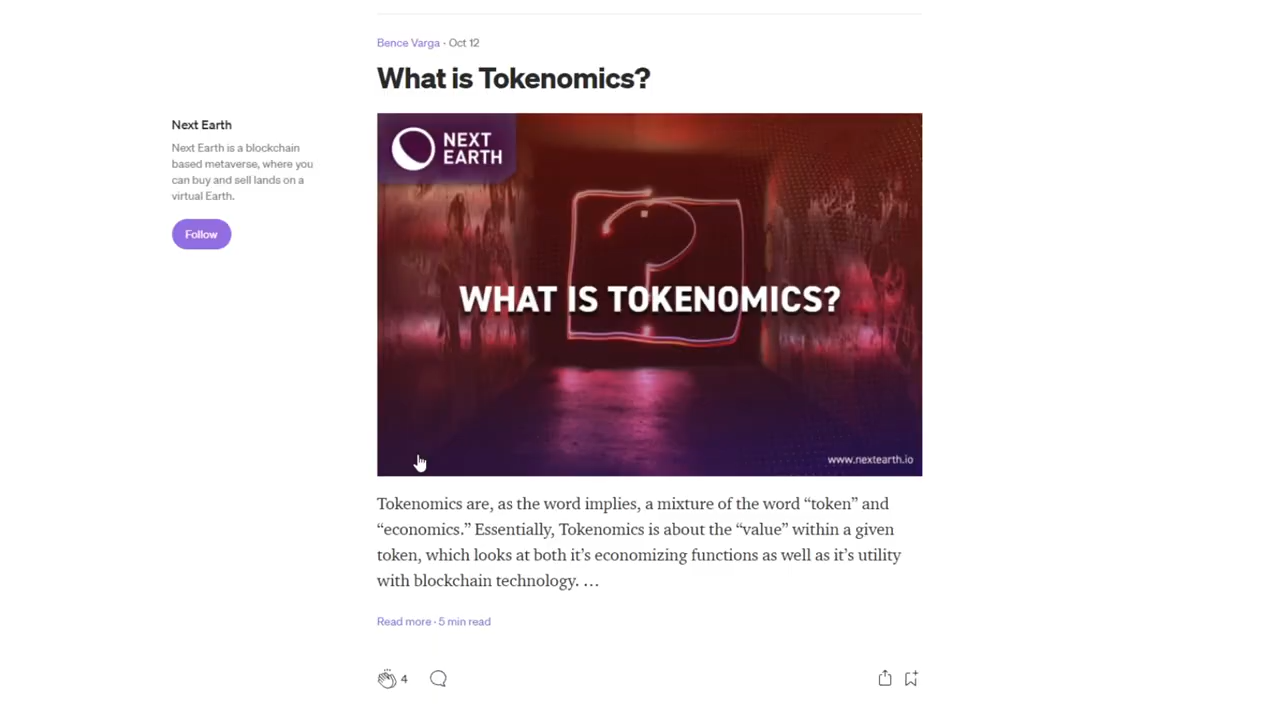 Bence Varga · Oct 12
What is Tokenomics?
Next Earth
Next Earth is a blockchain
based metaverse, where you
can buy and sell lands on a
virtual Earth.
Follow
NEXT
EARTH
WHAT IS TOKENOMICS?
www.nextearth.io
Tokenomics are, as the word implies, a mixture of the word “token” and
“economics.” Essentially, Tokenomics is about the “value” within a given
token, which looks at both it’s economizing functions as well as it’s utility
with blockchain technology. …
Read more · 5 min read
4